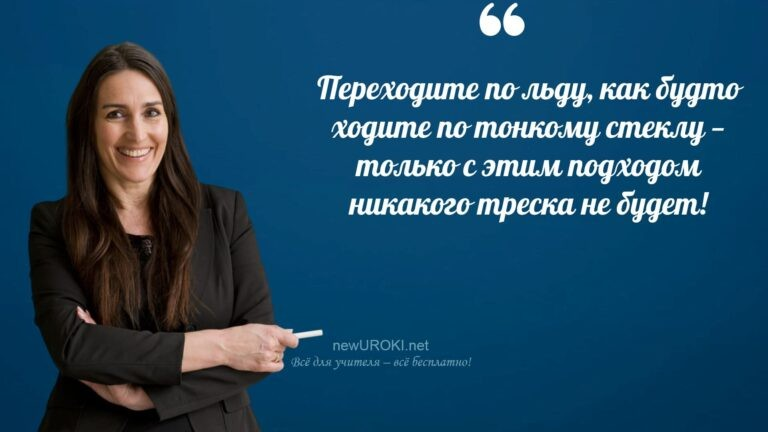 “
Переходите по льду, как будто
ходите по тонкому стеклу –
только с этим подходом
никакого треска не будет!
newUROKI.net
Всё для учителя – всё бесплатно!